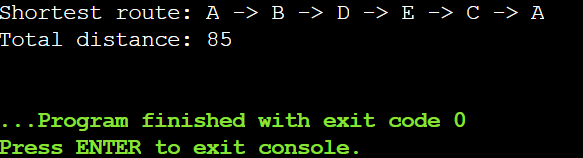 Shortest route: A -> B -> D -> E -> C -> A
Total distance: 85
...Program finished with exit code 0
Press ENTER to exit console.